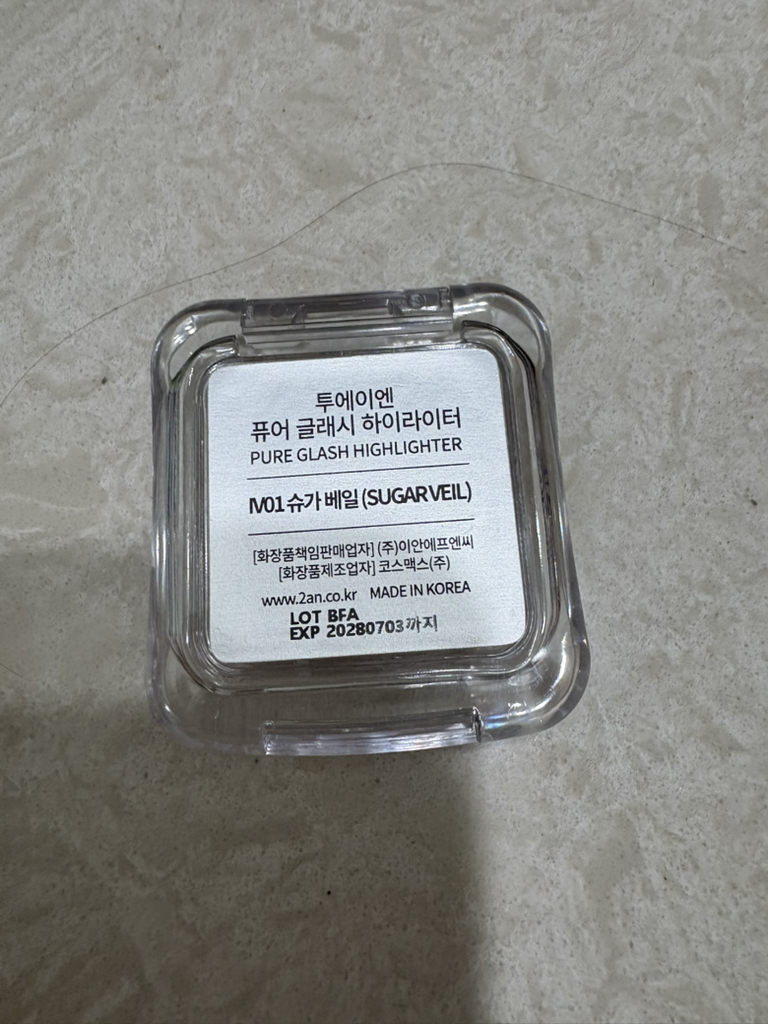 투에이엔
퓨어 글래시 하이라이터
PURE GLASH HIGHLIGHTER
IV01 슈가 베일 (SUGAR VEIL)
[화장품책임판매업자] (주)이안에프엔씨
[화장품제조업자] 코스맥스(주)
www.2an.co.kr MADE IN KOREA
LOT BFA
EXP 20280703까지